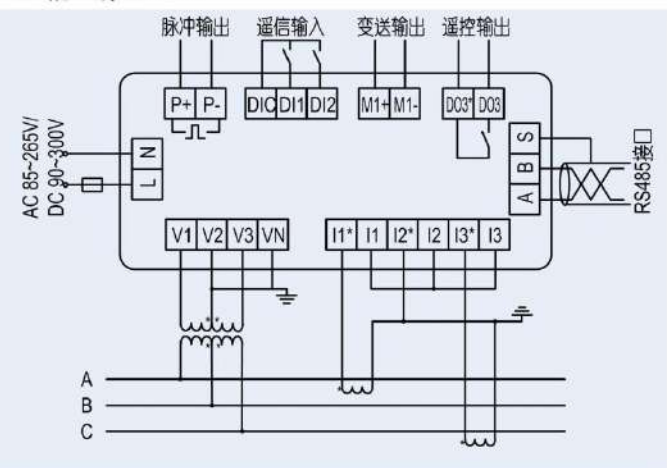 脉冲输出 遥信输入 变送输出 遥控输出
P+ P- DIC DI1 DI2 M1+ M1- DO3* DO3
AC 85~265V/
DC 90~300V
N
L
S
B
A
RS485接口
V1 V2 V3 VN I1* I1 I2* I2 I3* I3
A
B
C